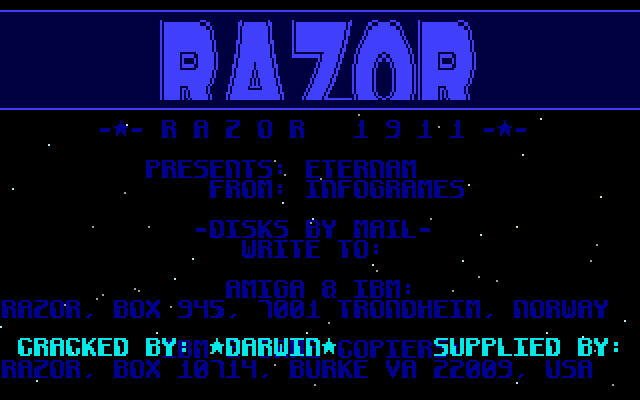 RAZOR
-★- RAZOR 1911 -★-
PRESENTS: ETERNAM
FROM: INFOGRAMES
-DISKS BY MAIL-
WRITE TO:
AMIGA & IBM:
RAZOR, BOX 945, 7001 TRONDHEIM, NORWAY
CRACKED BY: ★DARWIN★ SUPPLIED BY:
RAZOR, BOX 10714, BURKE VA 22009, USA